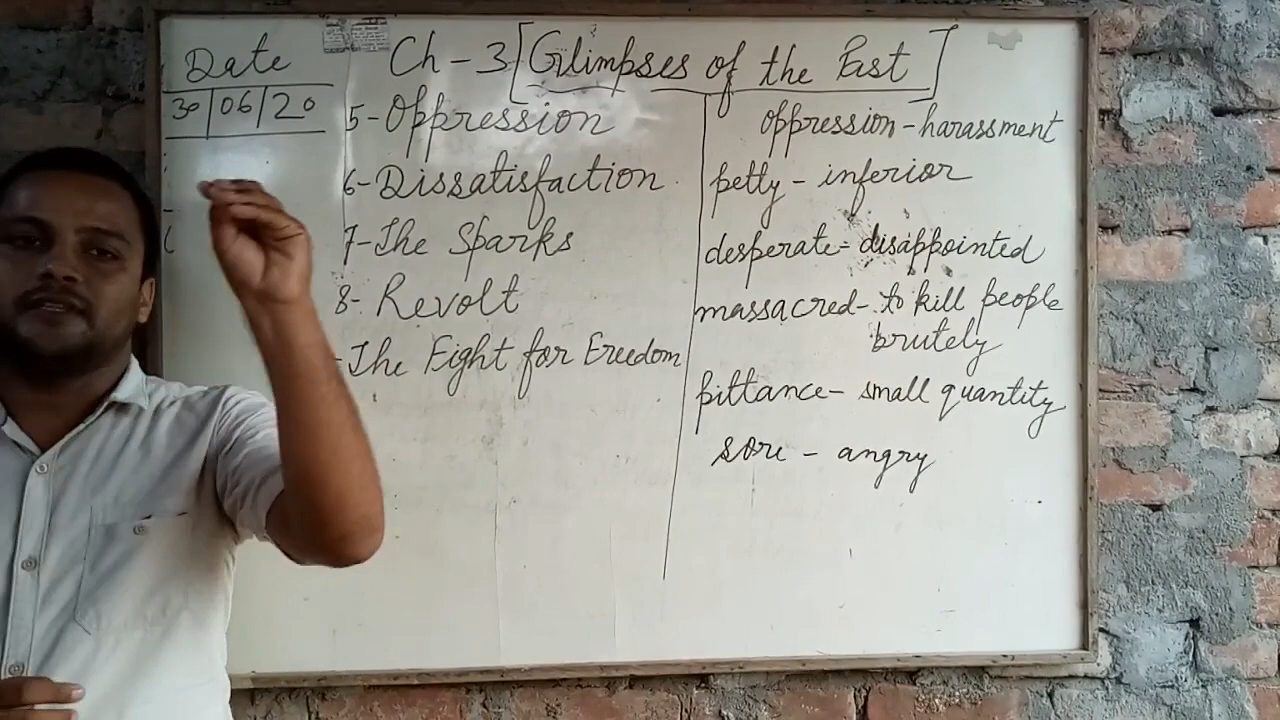 Date
30/06/20
Ch-3 [Glimpses of the Past]
5-Oppression
6-Dissatisfaction
7-The Sparks
8-Revolt
-The Fight for Freedom
oppression-harassment
petty-inferior
desperate-disappointed
massacred-to kill people
brutely
pittance-small quantity
sore-angry